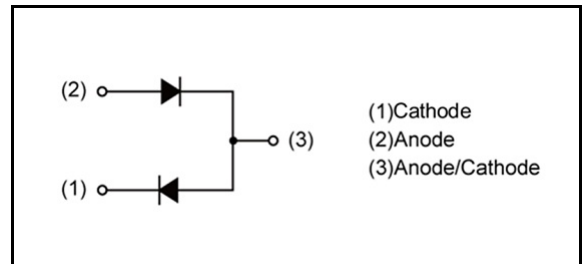 (2)
(1)
(3)
(1)Cathode
(2)Anode
(3)Anode/Cathode